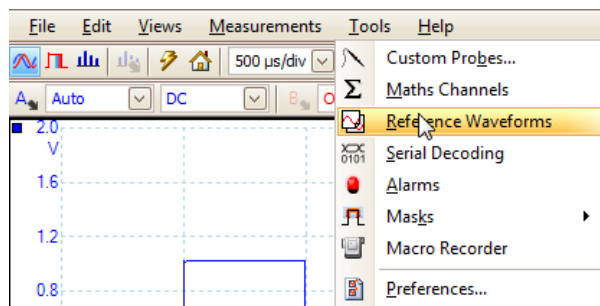 File Edit Views Measurements Tools Help
500 µs/div
A Auto DC B
Custom Probes...
Maths Channels
Reference Waveforms
Serial Decoding
Alarms
Masks
Macro Recorder
Preferences...
0101
2.0
V
1.6
1.2
0.8